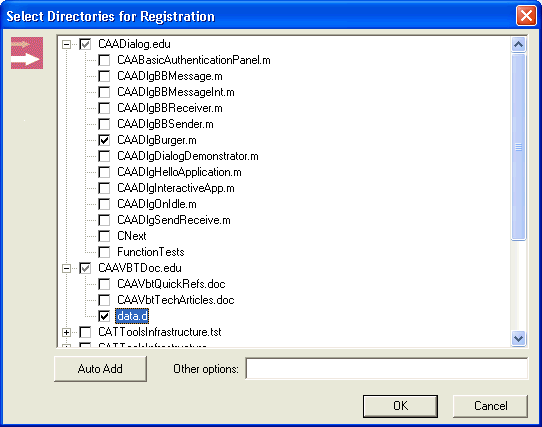 Select Directories for Registration
CAADialog.edu
CAABasicAuthenticationPanel.m
CAADlgBBMessage.m
CAADlgBBMessageInt.m
CAADlgBBReceiver.m
CAADlgBBSender.m
CAADlgBurger.m
CAADlgDialogDemonstrator.m
CAADlgHelloApplication.m
CAADlgInteractiveApp.m
CAADlgOnIdle.m
CAADlgSendReceive.m
CNext
FunctionTests
CAAVBTDoc.edu
CAAVbtQuickRefs.doc
CAAVbtTechArticles.doc
data.d
CATToolsInfrastructure.tst
CATToolsInfrastructure
Auto Add
Other options:
OK
Cancel